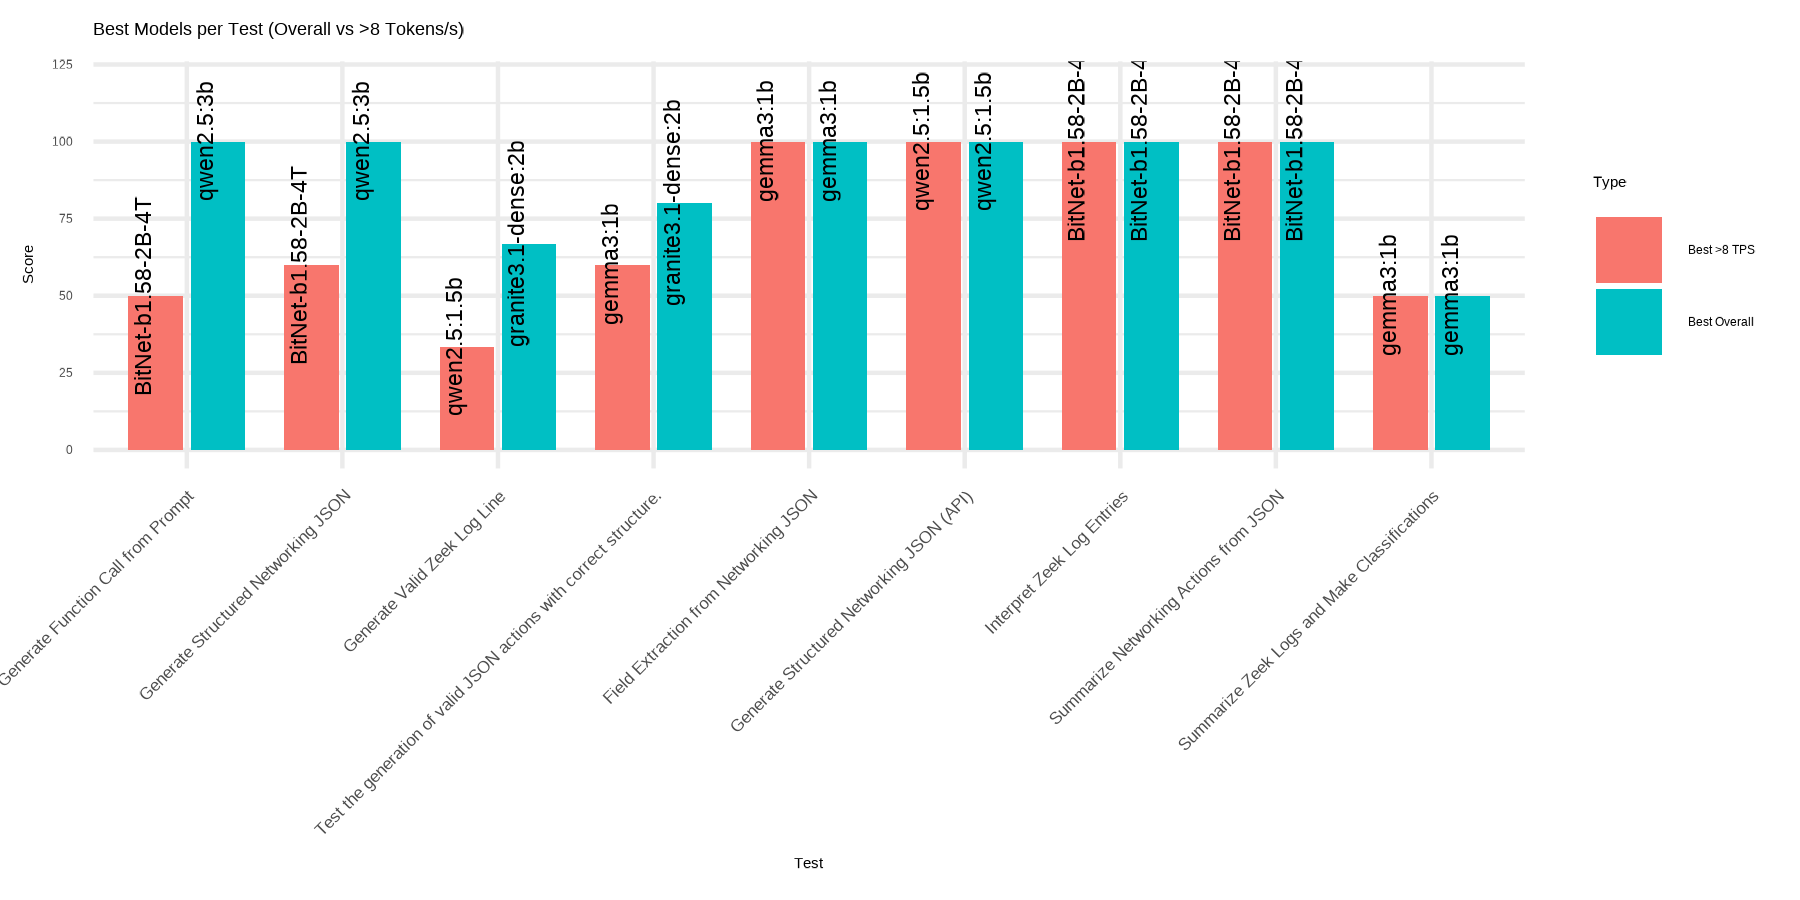 Best Models per Test (Overall vs >8 Tokens/s)
Score
125
100
75
50
25
0
BitNet-b1.58-2B-4T
qwen2.5:3b
BitNet-b1.58-2B-4T
qwen2.5:3b
qwen2.5:1.5b
granite3.1-dense:2b
gemma3:1b
granite3.1-dense:2b
gemma3:1b
gemma3:1b
qwen2.5:1.5b
qwen2.5:1.5b
BitNet-b1.58-2B-4
BitNet-b1.58-2B-4
BitNet-b1.58-2B-4
BitNet-b1.58-2B-4
gemma3:1b
gemma3:1b
Generate Function Call from Prompt
Generate Structured Networking JSON
Generate Valid Zeek Log Line
Test the generation of valid JSON actions with correct structure.
Field Extraction from Networking JSON
Generate Structured Networking JSON (API)
Interpret Zeek Log Entries
Summarize Networking Actions from JSON
Summarize Zeek Logs and Make Classifications
Test
Type
Best >8 TPS
Best Overall